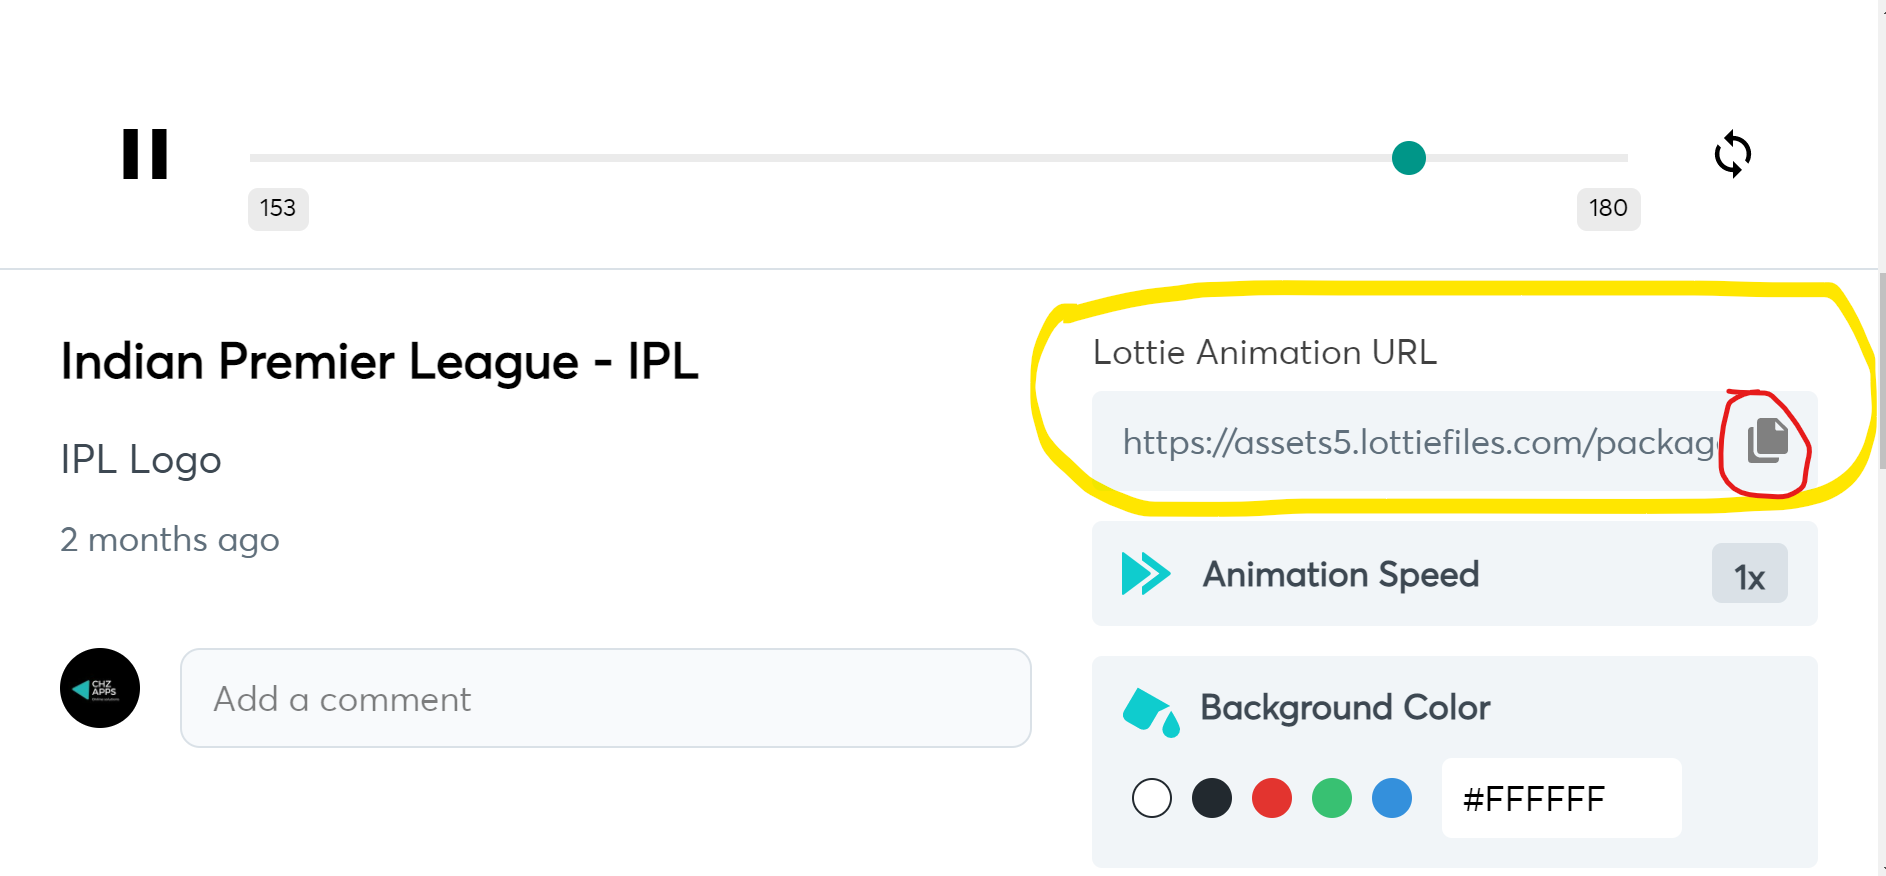 153
180
Indian Premier League - IPL
IPL Logo
2 months ago
CHZ
APPS
Add a comment
Lottie Animation URL
https://assets5.lottiefiles.com/packag
Animation Speed
1x
Background Color
#FFFFFF